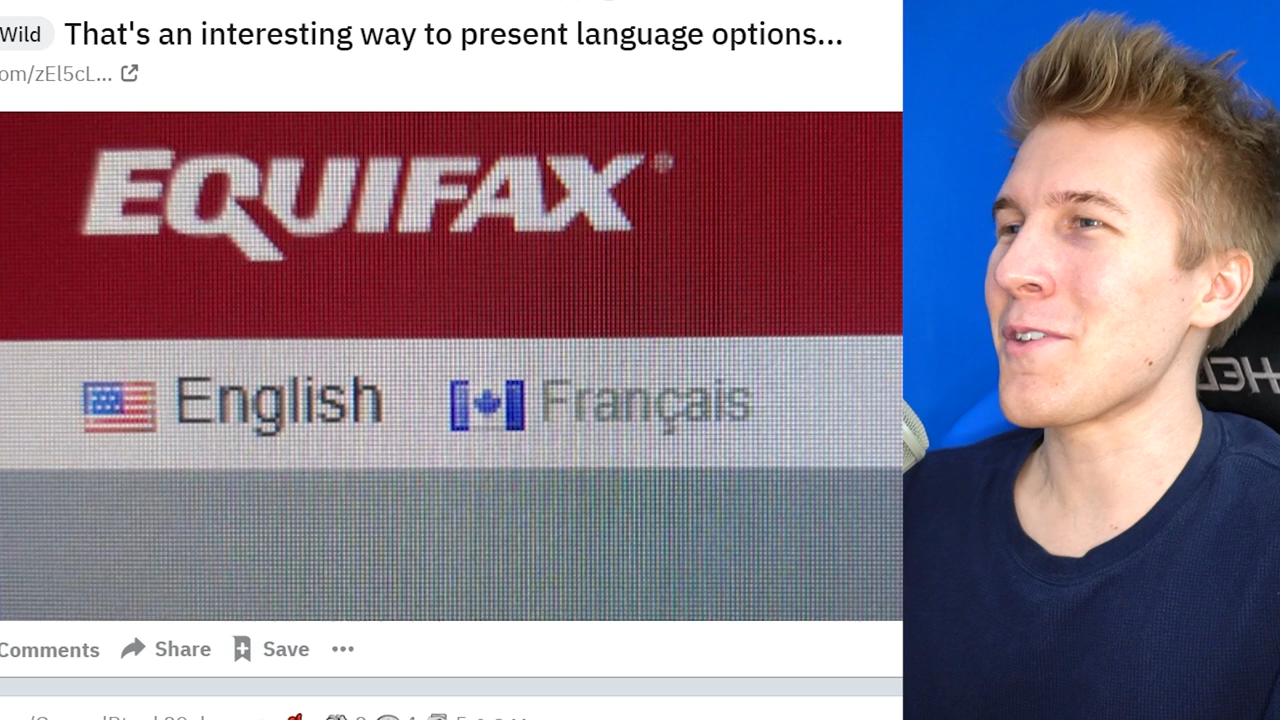 Wild
That's an interesting way to present language options...
om/zEl5cL...
EQUIFAX®
English Français
Comments Share Save